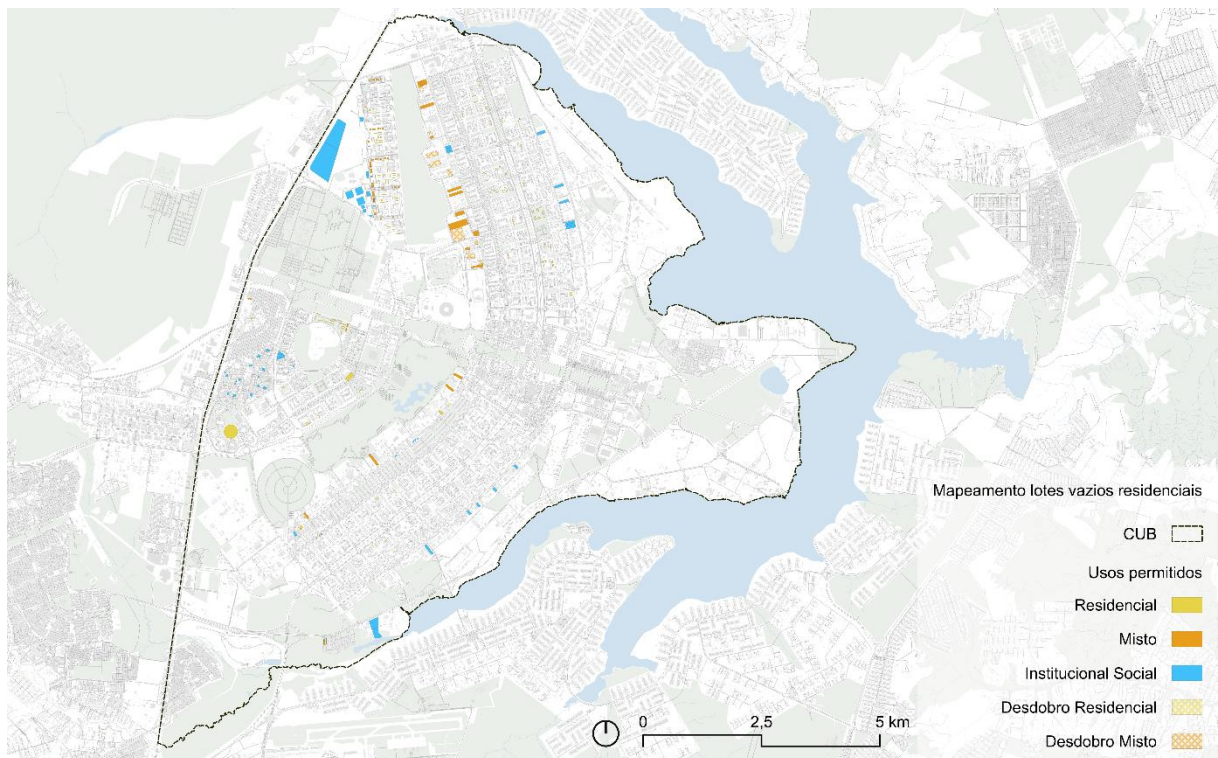 Mapeamento lotes vazios residenciais
CUB
Usos permitidos
Residencial
Misto
Institucional Social
Desdobro Residencial
Desdobro Misto
0 2,5 5 km